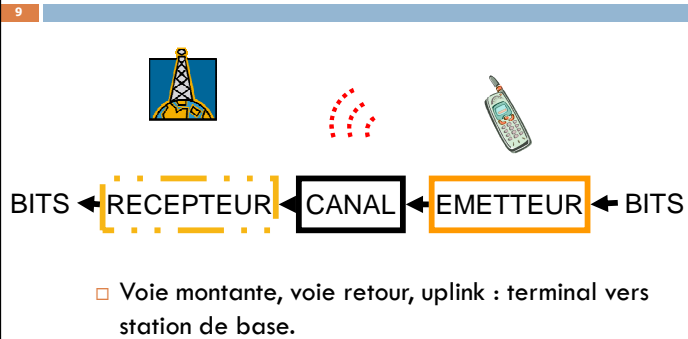 9
BITS RECEPTEUR CANAL EMETTEUR BITS
Voie montante, voie retour, uplink : terminal vers
station de base.